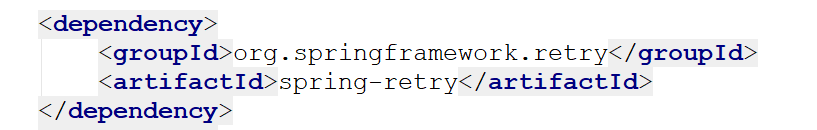 <dependency>
    <groupId>org.springframework.retry</groupId>
    <artifactId>spring-retry</artifactId>
</dependency>